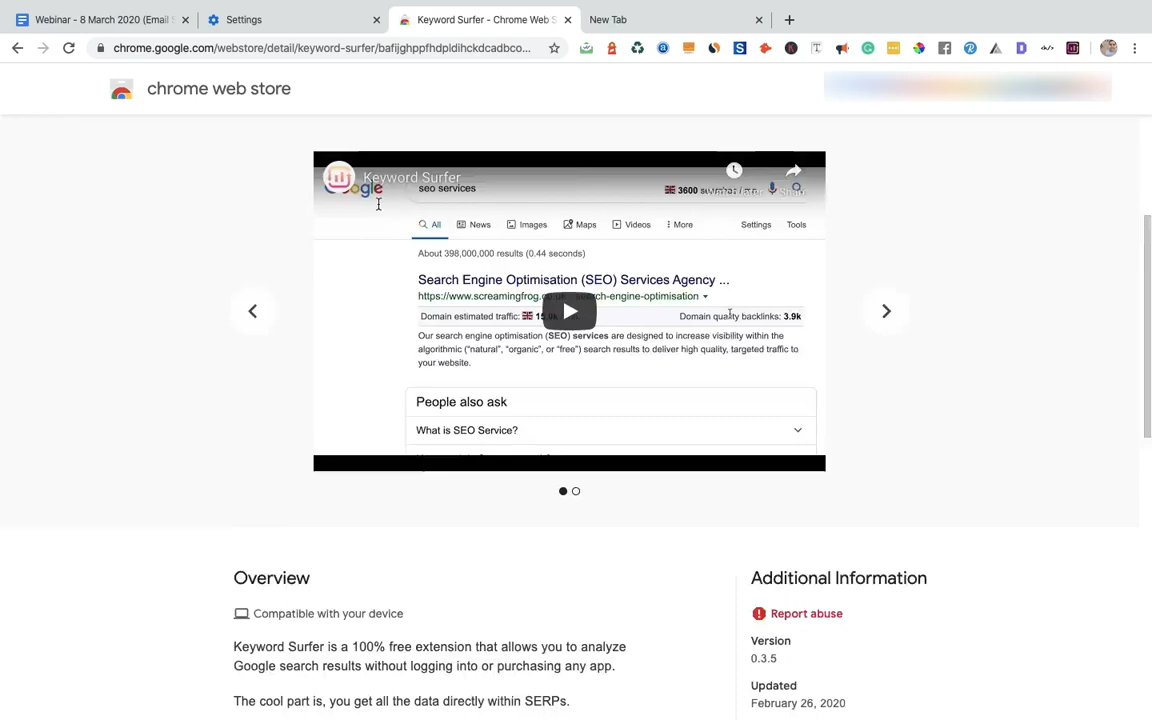 Webinar - 8 March 2020 (Email S
Settings
Keyword Surfer - Chrome Web S
New Tab
chrome.google.com/webstore/detail/keyword-surfer/bafijghppfhdpldihckdcadbco...
chrome web store
Keyword Surfer
Google
seo services
3600
All
News
Images
Maps
Videos
More
Settings
Tools
About 398,000,000 results (0.44 seconds)
Search Engine Optimisation (SEO) Services Agency ...
https://www.screamingfrog.co.uk search-engine-optimisation
Domain estimated traffic:
Domain quality backlinks: 3.9k
Our search engine optimisation (SEO) services are designed to increase visibility within the
algorithmic ("natural", "organic", or "free") search results to deliver high quality, targeted traffic to
your website.
People also ask
What is SEO Service?
Overview
Compatible with your device
Keyword Surfer is a 100% free extension that allows you to analyze
Google search results without logging into or purchasing any app.
The cool part is, you get all the data directly within SERPs.
Additional Information
Report abuse
Version
0.3.5
Updated
February 26, 2020